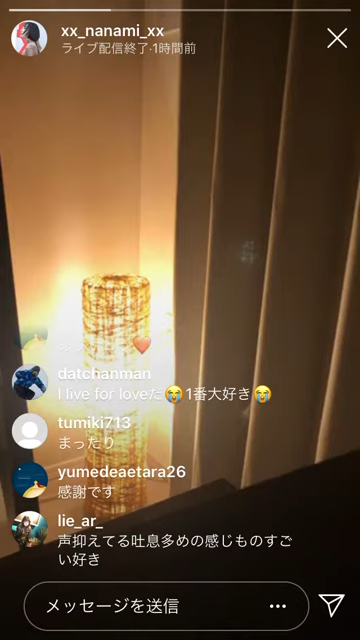 xx_nanami_xx
ライブ配信終了·1時間前
datchanman
I live for loveだ😭1番大好き😭
tumiki713
まったり
yumedeaetara26
感謝です
lie_ar_
声抑えてる吐息多めの感じものすご
い好き
メッセージを送信